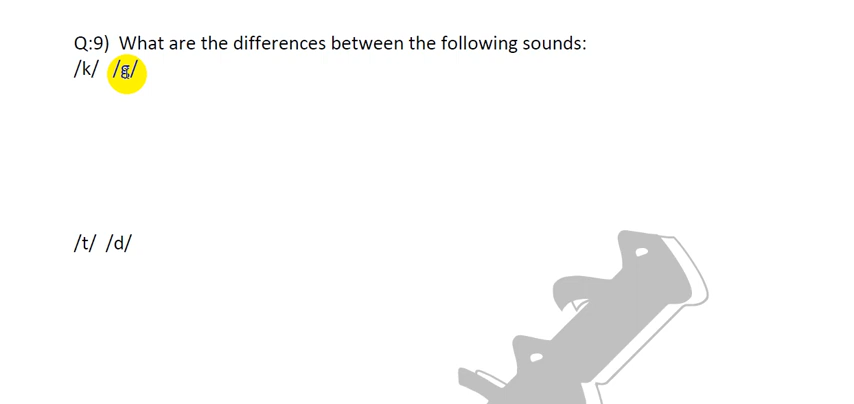 Q:9)  What are the differences between the following sounds:
/k/  /g/
/t/  /d/